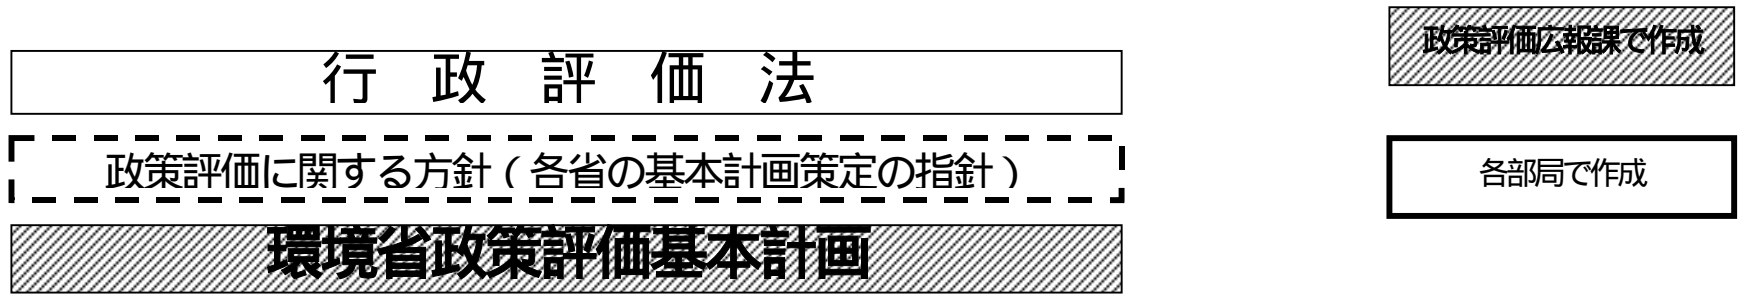 行　政　評　価　法
政策評価に関する方針（各省の基本計画策定の指針）
環境省政策評価基本計画
政策評価広報課で作成
各部局で作成